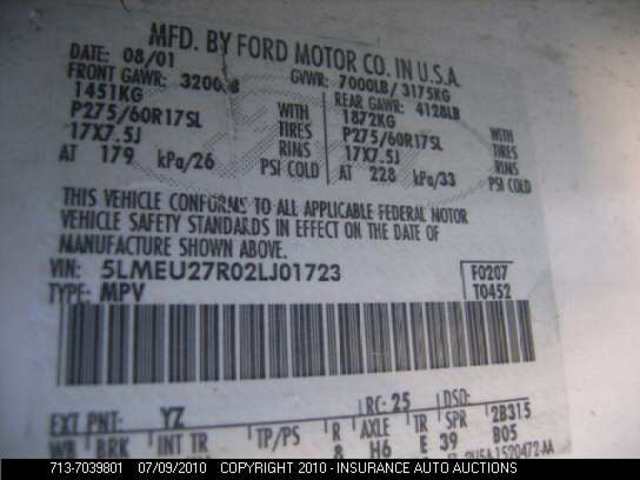 MFD. BY FORD MOTOR CO. IN U.S.A.
DATE: 08/01 GVWR: 7000LB/3175KG
FRONT GAWR: 3200LB REAR GAWR: 4128LB
1451KG WITH 1872KG WITH
P275/60R17SL TIRES P275/60R17SL TIRES
17X7.5J RINS 17X7.5J RINS
AT 179 kPa/26 PSI COLD AT 228 kPa/33 PSI COLD
THIS VEHICLE CONFORMS TO ALL APPLICABLE FEDERAL MOTOR
VEHICLE SAFETY STANDARDS IN EFFECT ON THE DATE OF
MANUFACTURE SHOWN ABOVE.
VIN: 5LMEU27R02LJ01723 F0207
TYPE: MPV T0452
EXT PNT: YZ RC: 25 DSO:
WB BRK INT TR TP/PS R AXLE TR SPR 2B315
8 H6 E 39 B05
1520472-AA
713-7039801 07/09/2010 COPYRIGHT 2010 - INSURANCE AUTO AUCTIONS